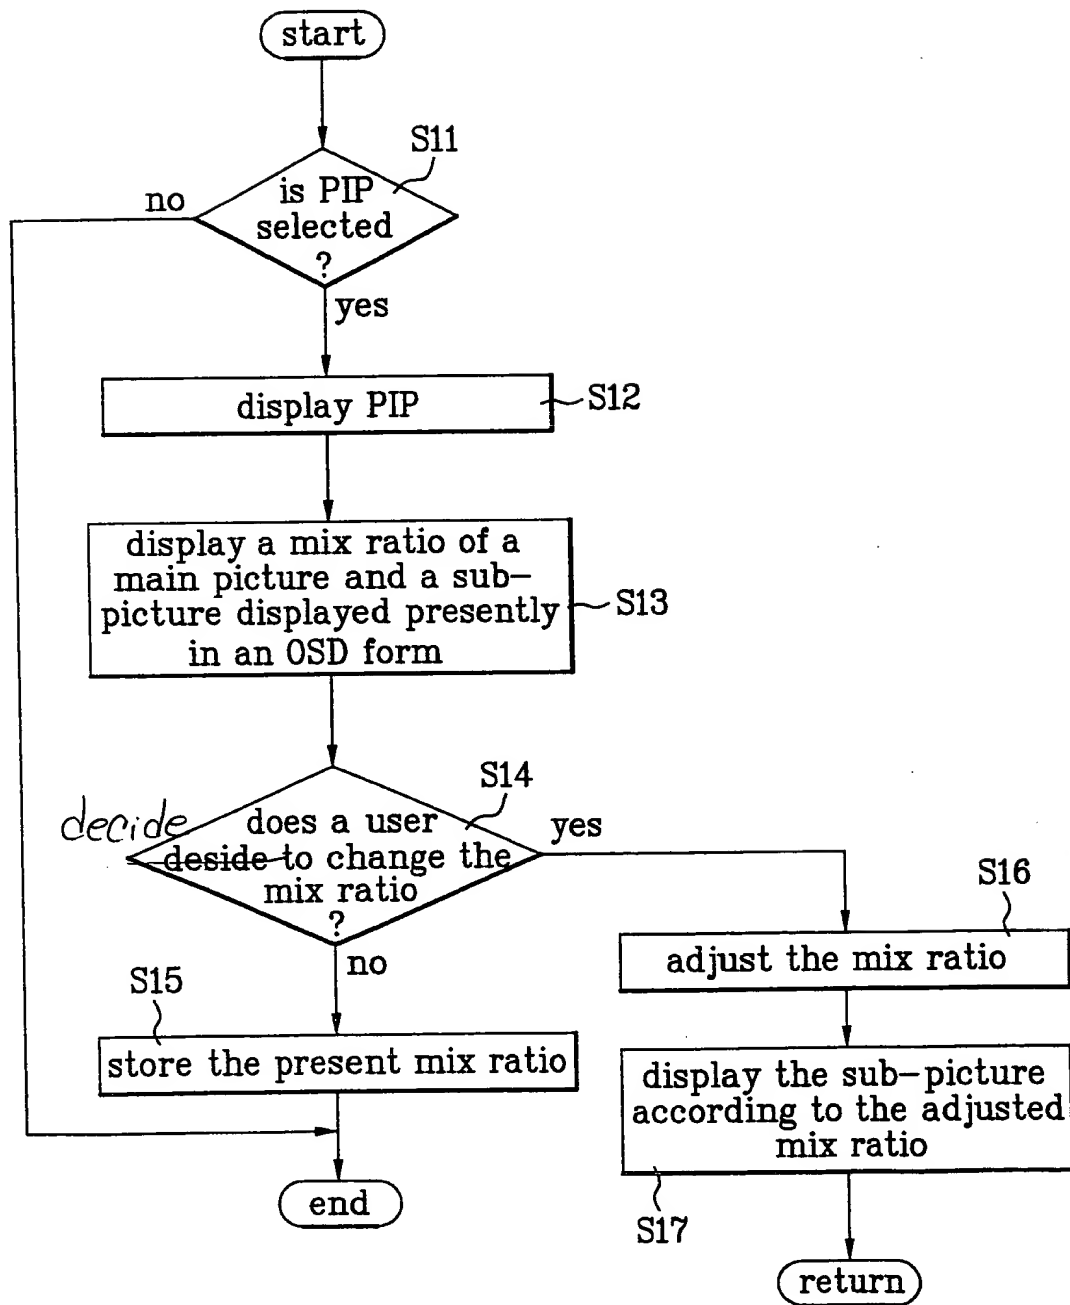 start
S11
no
is PIP
selected
?
yes
display PIP
S12
display a mix ratio of a
main picture and a sub-
picture displayed presently
in an OSD form
S13
S14
decide
does a user
deside to change the
mix ratio
?
yes
no
S15
store the present mix ratio
end
S16
adjust the mix ratio
display the sub-picture
according to the adjusted
mix ratio
S17
return